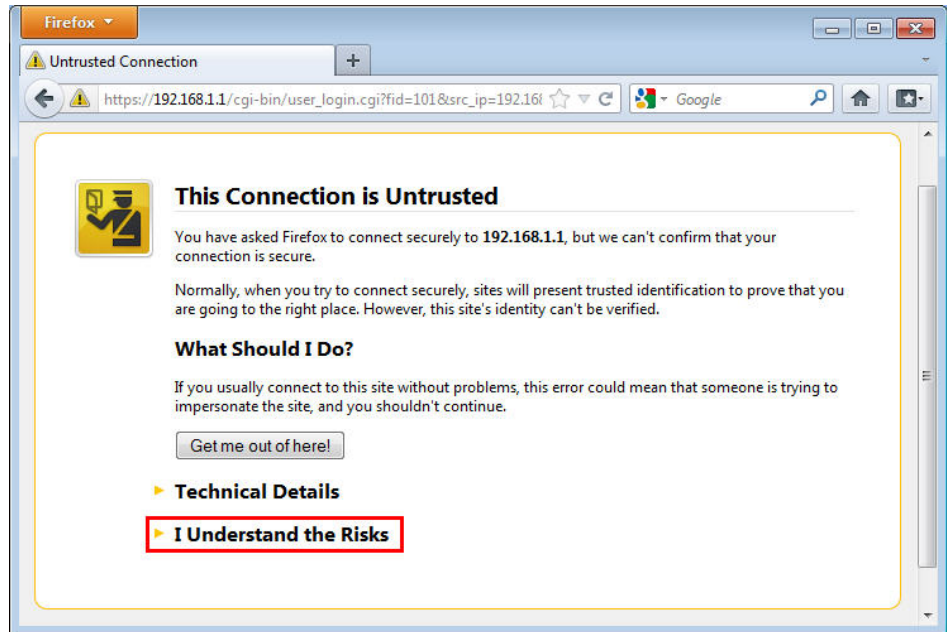 Firefox
Untrusted Connection
https://192.168.1.1/cgi-bin/user_login.cgi?fid=101&src_ip=192.16
Google
This Connection is Untrusted
You have asked Firefox to connect securely to 192.168.1.1, but we can't confirm that your
connection is secure.
Normally, when you try to connect securely, sites will present trusted identification to prove that you
are going to the right place. However, this site's identity can't be verified.
What Should I Do?
If you usually connect to this site without problems, this error could mean that someone is trying to
impersonate the site, and you shouldn't continue.
Get me out of here!
Technical Details
I Understand the Risks